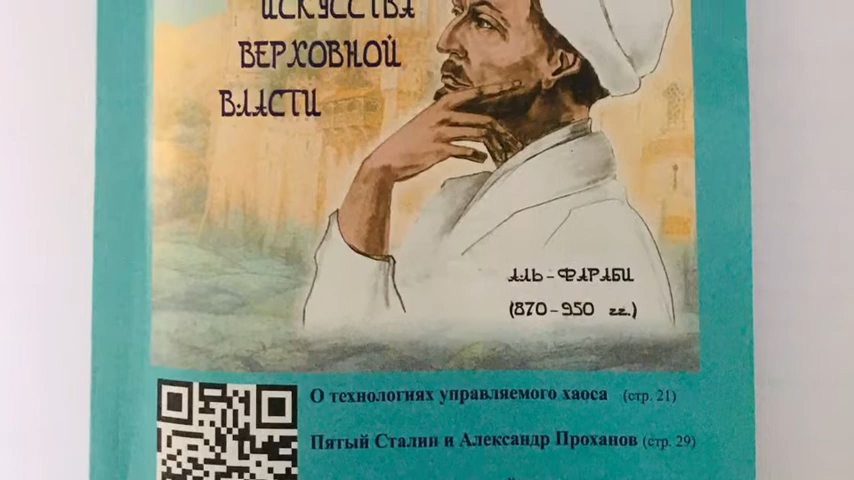 ИСКУССТВА
ВЕРХОВНОЙ
ВЛАСТИ
АЛЬ-ФАРАБИ
(870-950 гг.)
О технологиях управляемого хаоса (стр. 21)
Пятый Сталин и Александр Проханов (стр. 29)